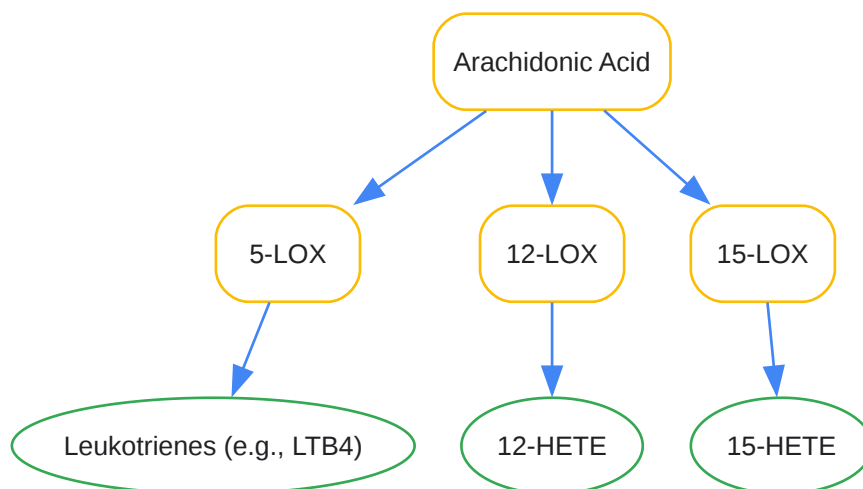 Arachidonic Acid
5-LOX
12-LOX
15-LOX
Leukotrienes (e.g., LTB4)
12-HETE
15-HETE